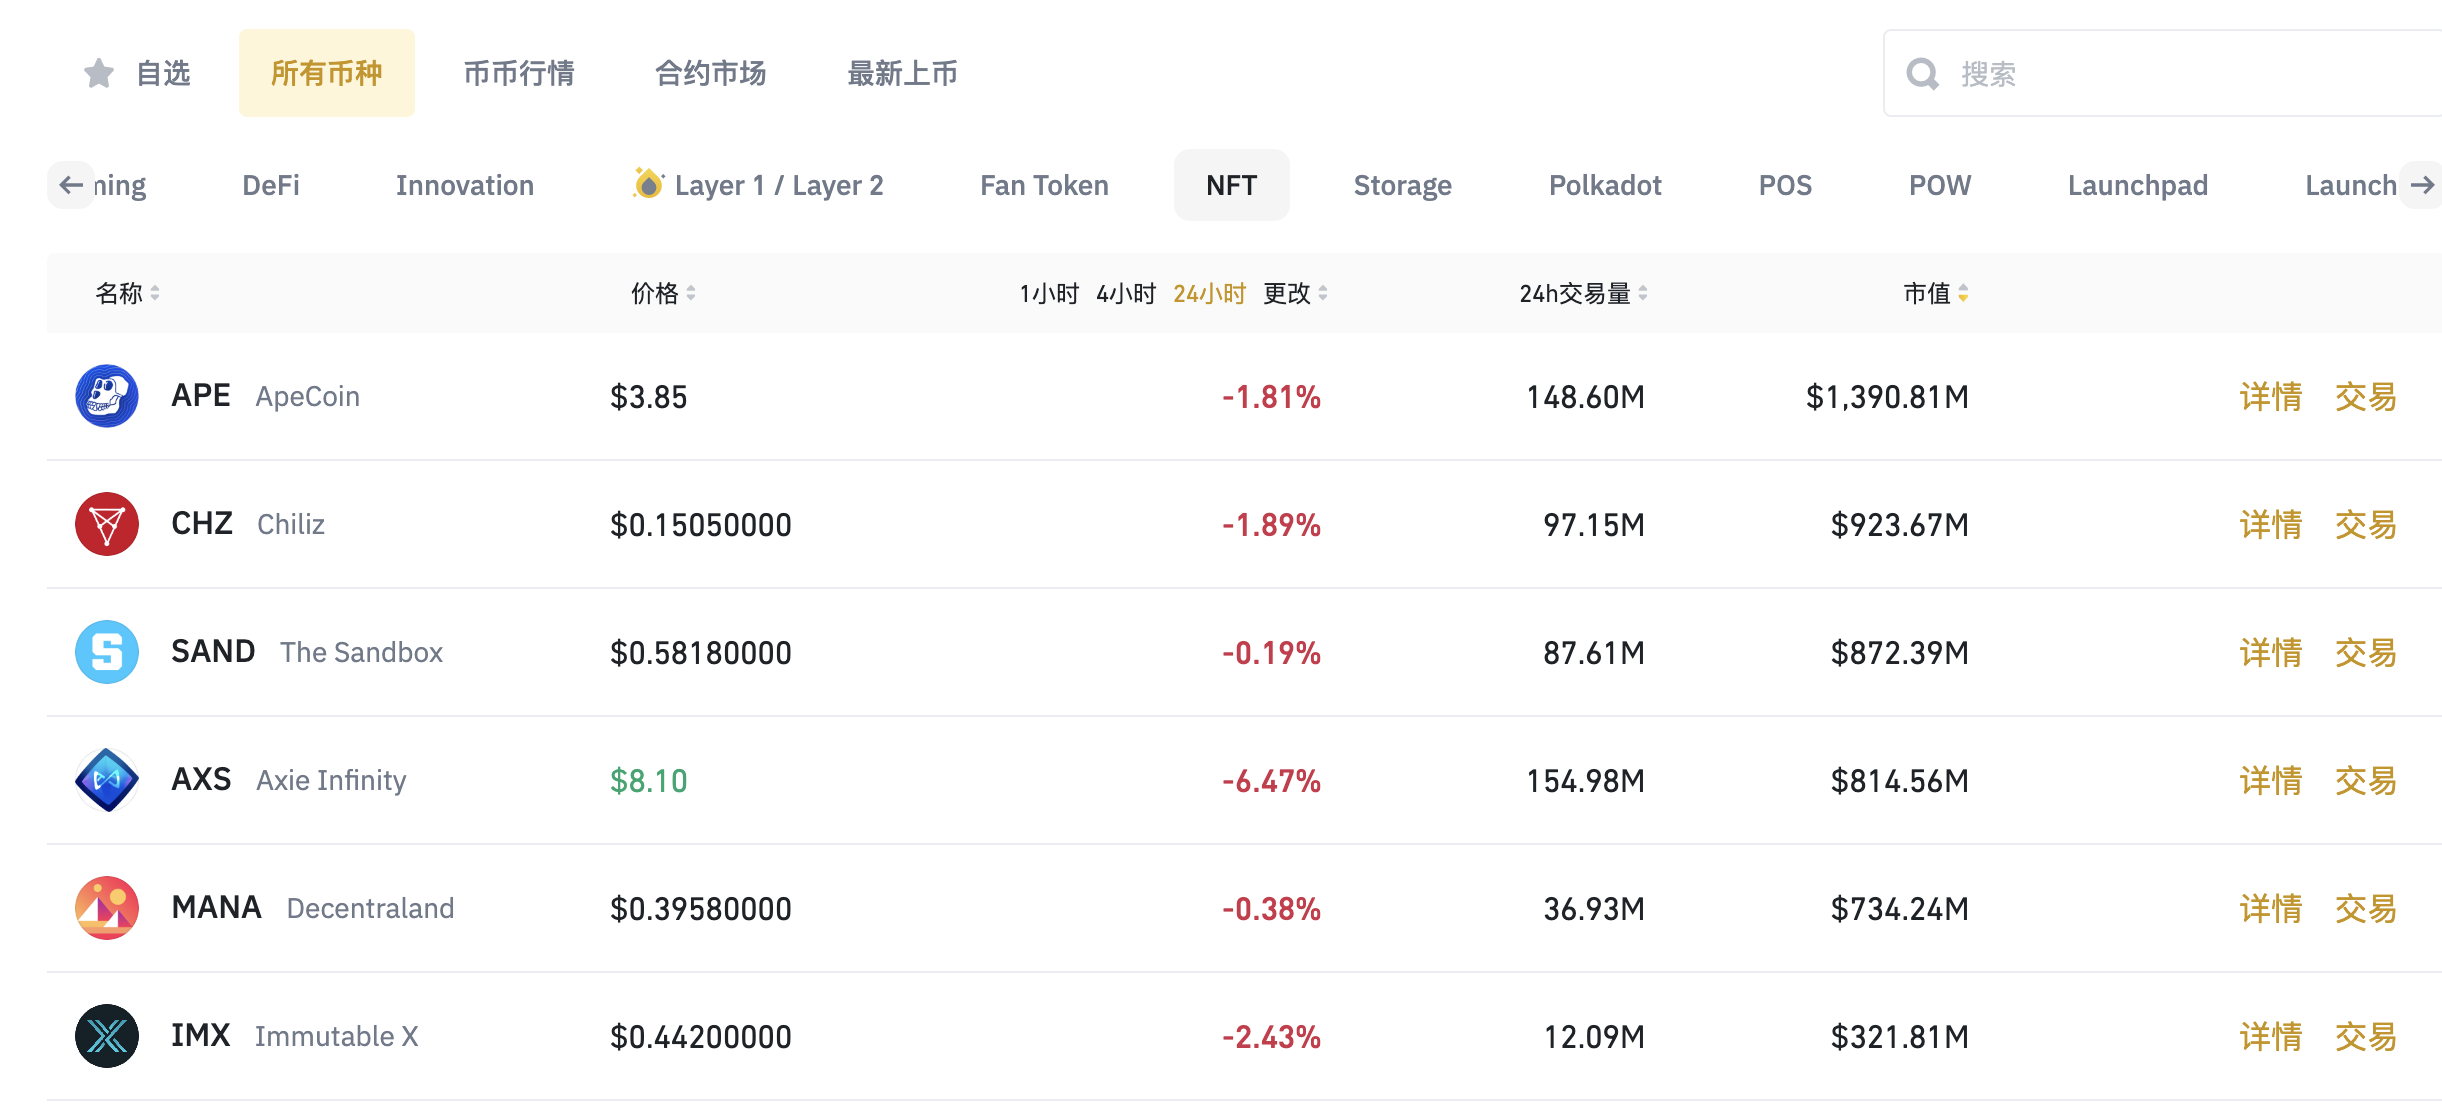 自选 所有币种 币币行情 合约市场 最新上币 搜索
ming DeFi Innovation Layer 1 / Layer 2 Fan Token NFT Storage Polkadot POS POW Launchpad Launch
名称 价格 1小时 4小时 24小时 更改 24h交易量 市值
APE ApeCoin $3.85 -1.81% 148.60M $1,390.81M 详情 交易
CHZ Chiliz $0.15050000 -1.89% 97.15M $923.67M 详情 交易
SAND The Sandbox $0.58180000 -0.19% 87.61M $872.39M 详情 交易
AXS Axie Infinity $8.10 -6.47% 154.98M $814.56M 详情 交易
MANA Decentraland $0.39580000 -0.38% 36.93M $734.24M 详情 交易
IMX Immutable X $0.44200000 -2.43% 12.09M $321.81M 详情 交易